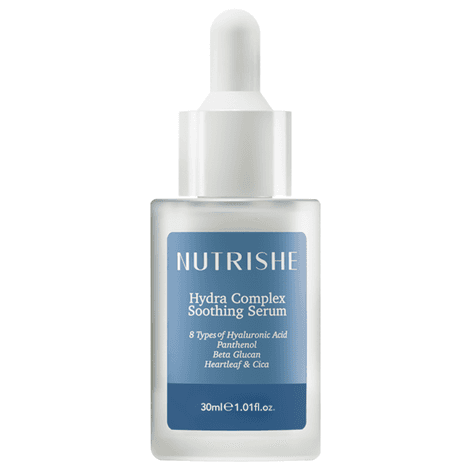 NUTRISHE
Hydra Complex
Soothing Serum
8 Types of Hyaluronic Acid
Panthenol
Beta Glucan
Heartleaf & Cica
30ml℮1.01fl.oz.